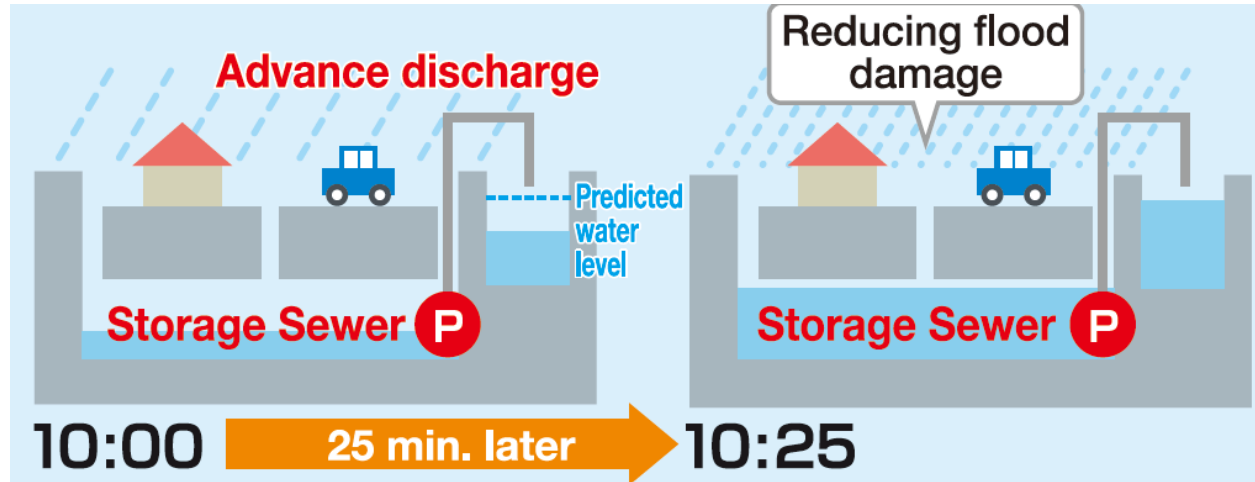 Advance discharge
Predicted
water
level
Storage Sewer P
10:00
25 min. later
Reducing flood
damage
Storage Sewer P
10:25